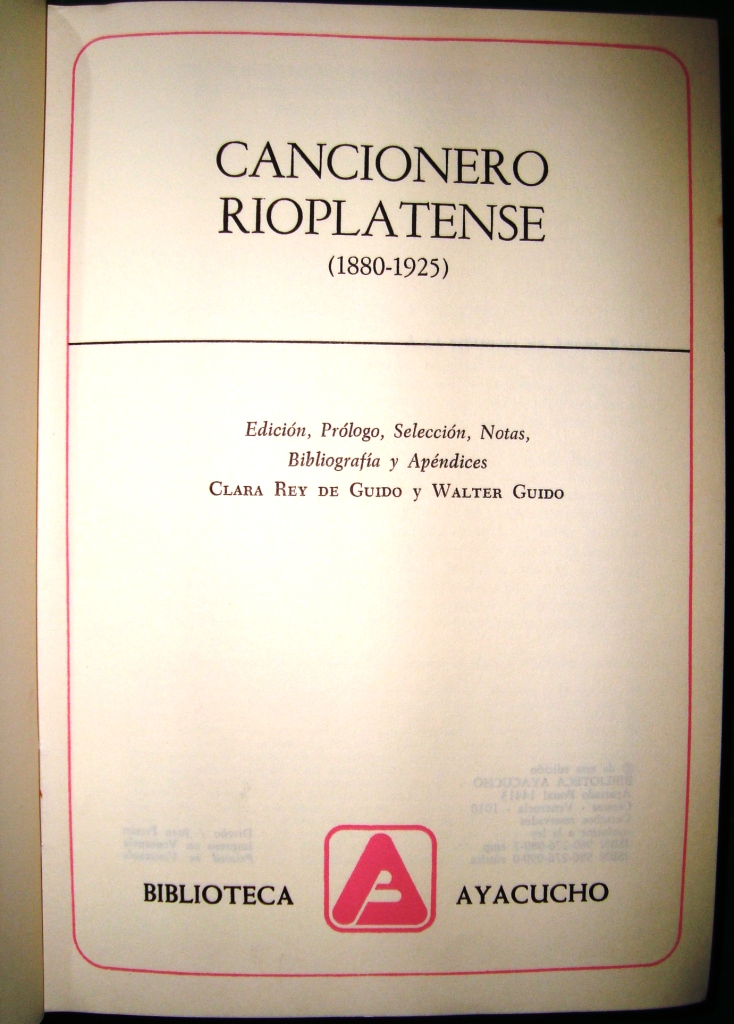 CANCIONERO
RIOPLATENSE
(1880-1925)
Edición, Prólogo, Selección, Notas,
Bibliografía y Apéndices
CLARA REY DE GUIDO y WALTER GUIDO
BIBLIOTECA AYACUCHO